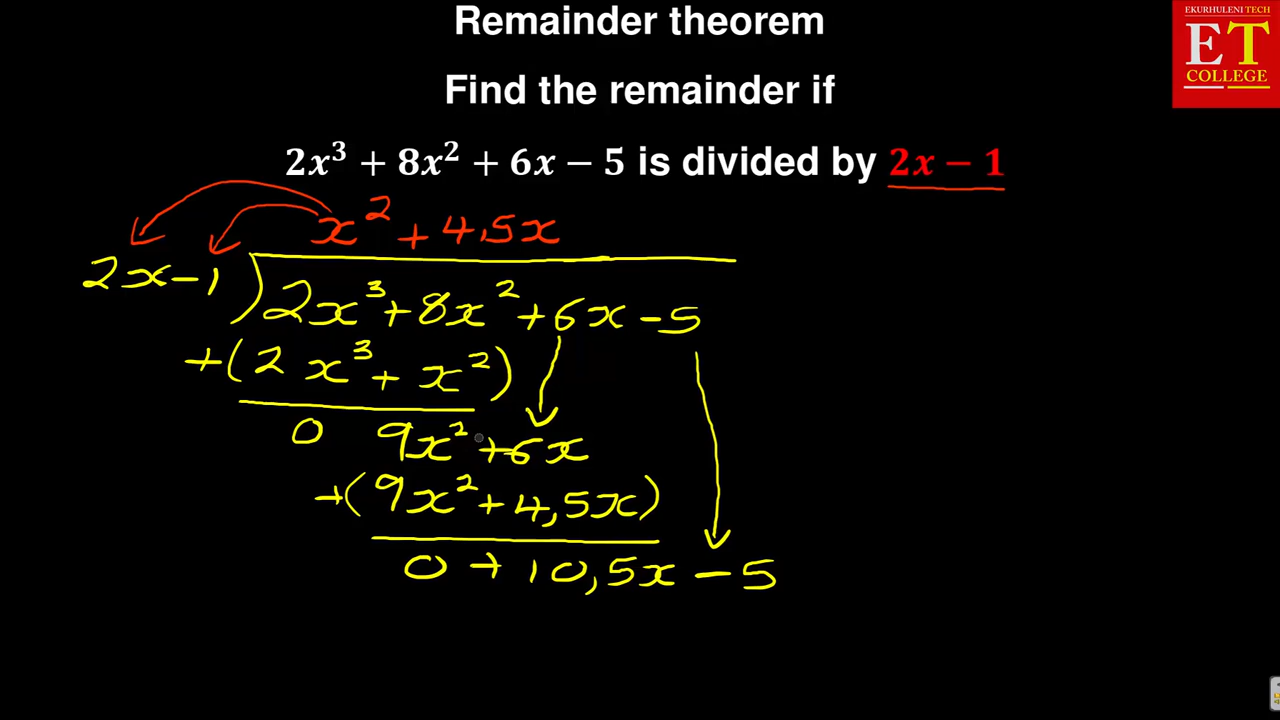 Remainder theorem
EKURHULENI TECH
ET
COLLEGE
Find the remainder if
2x³ + 8x² + 6x − 5 is divided by 2x − 1
x² + 4,5x
2x−1 ) 2x³+8x²+6x−5
+(2x³+x²)
0 9x²+6x
+(9x²+4,5x)
0 + 10,5x − 5